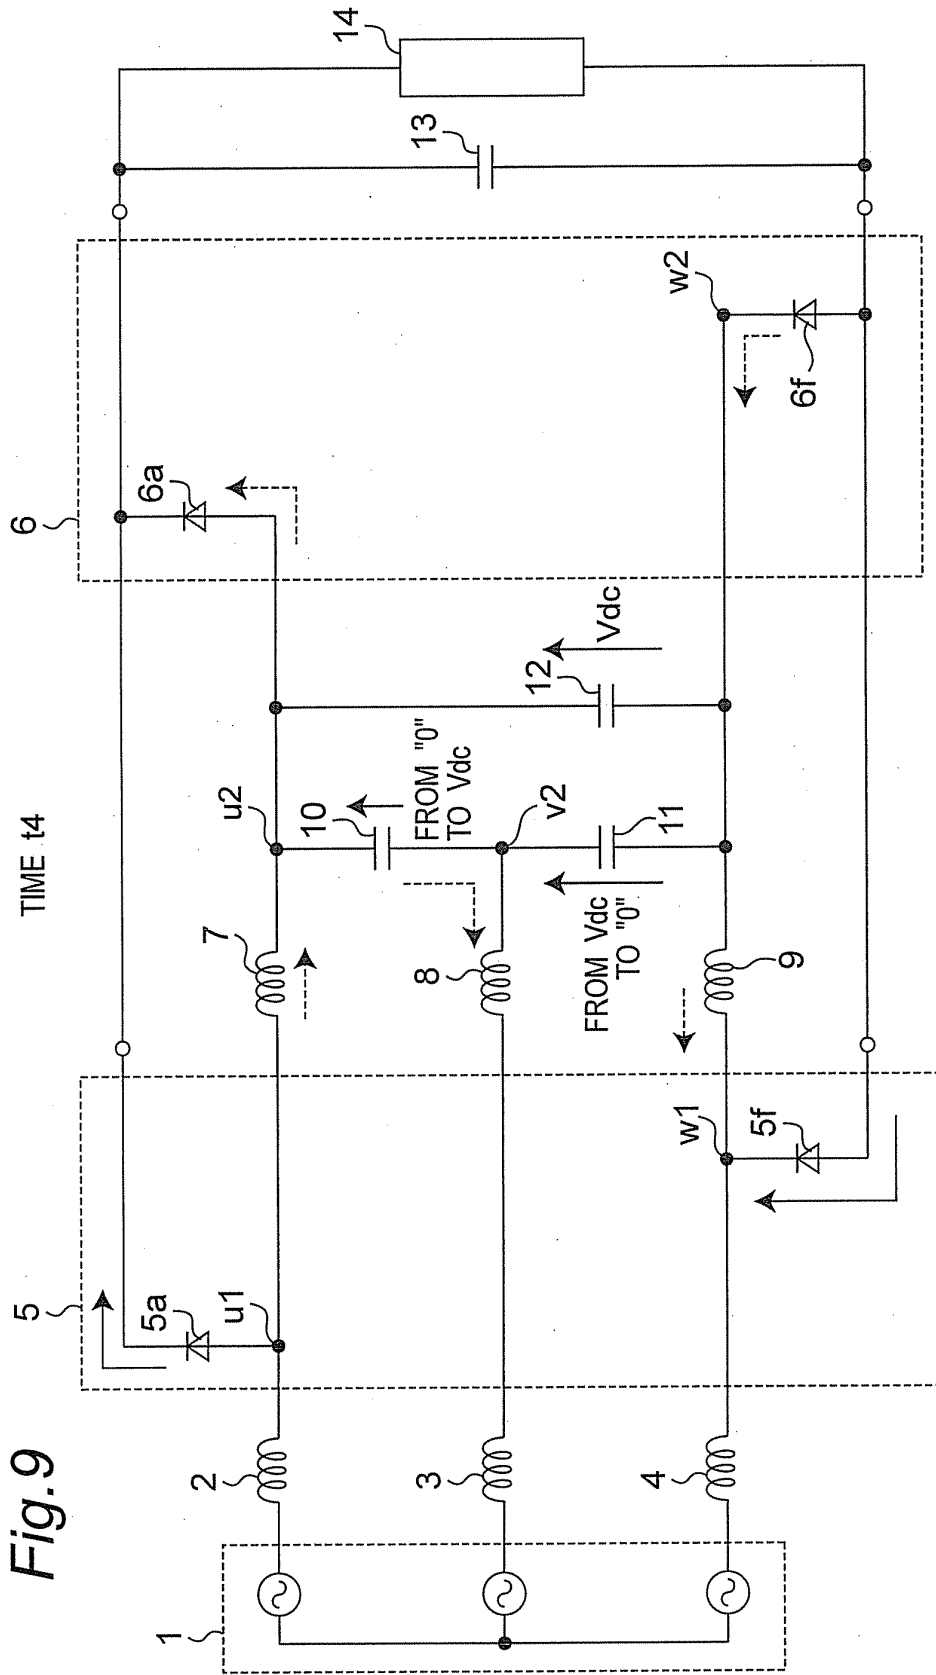 Fig.9
TIME t4
1
2
3
4
5
5a
u1
w1
5f
7
8
9
u2
10
FROM "0"
TO Vdc
v2
11
FROM Vdc
TO "0"
12
Vdc
6
6a
w2
6f
13
14